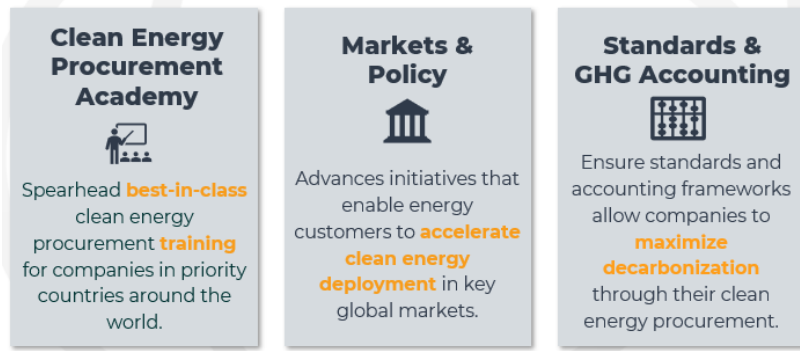 Clean Energy
Procurement
Academy
Spearhead best-in-class
clean energy
procurement training
for companies in priority
countries around the
world.
Markets &
Policy
Advances initiatives that
enable energy
customers to accelerate
clean energy
deployment in key
global markets.
Standards &
GHG Accounting
Ensure standards and
accounting frameworks
allow companies to
maximize
decarbonization
through their clean
energy procurement.